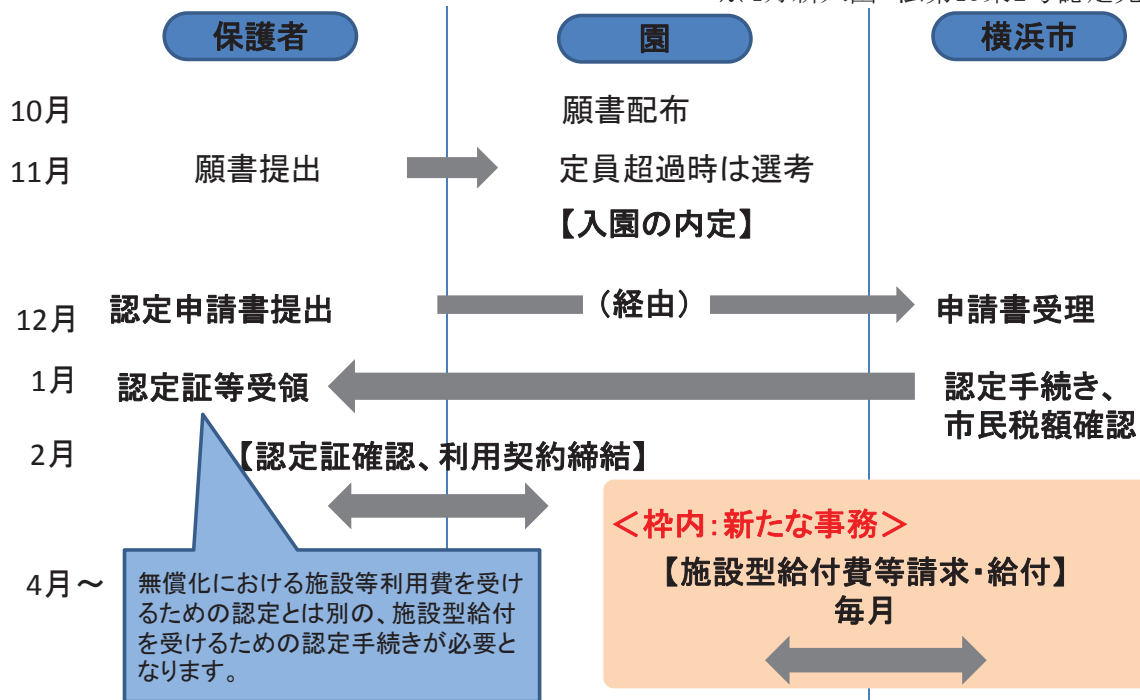 保護者
園
横浜市
10月
願書配布
11月
願書提出
定員超過時は選考
【入園の内定】
12月
認定申請書提出
(経由)
申請書受理
1月
認定証等受領
認定手続き、
市民税額確認
2月
【認定証確認、利用契約締結】
<枠内:新たな事務>
【施設型給付費等請求・給付】
毎月
4月～
無償化における施設等利用費を受け
るための認定とは別の、施設型給付
を受けるための認定手続きが必要と
なります。